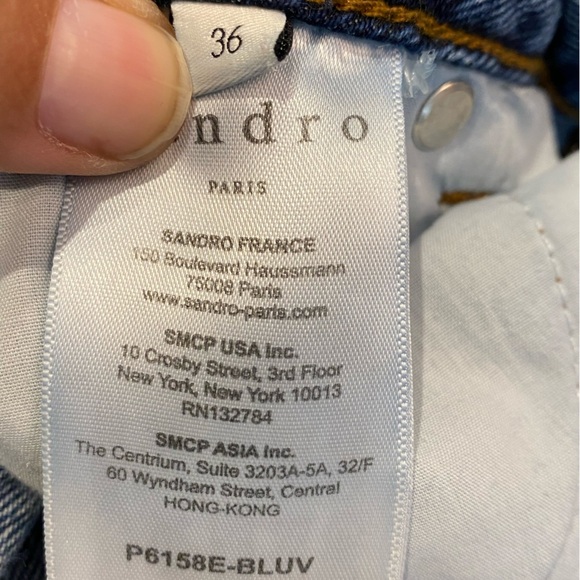 36
ndro
PARIS
SANDRO FRANCE
150 Boulevard Haussmann
75008 Paris
www.sandro-paris.com
SMCP USA Inc.
10 Crosby Street, 3rd Floor
New York, New York 10013
RN132784
SMCP ASIA Inc.
The Centrium, Suite 3203A-5A, 32/F
60 Wyndham Street, Central
HONG-KONG
P6158E-BLUV